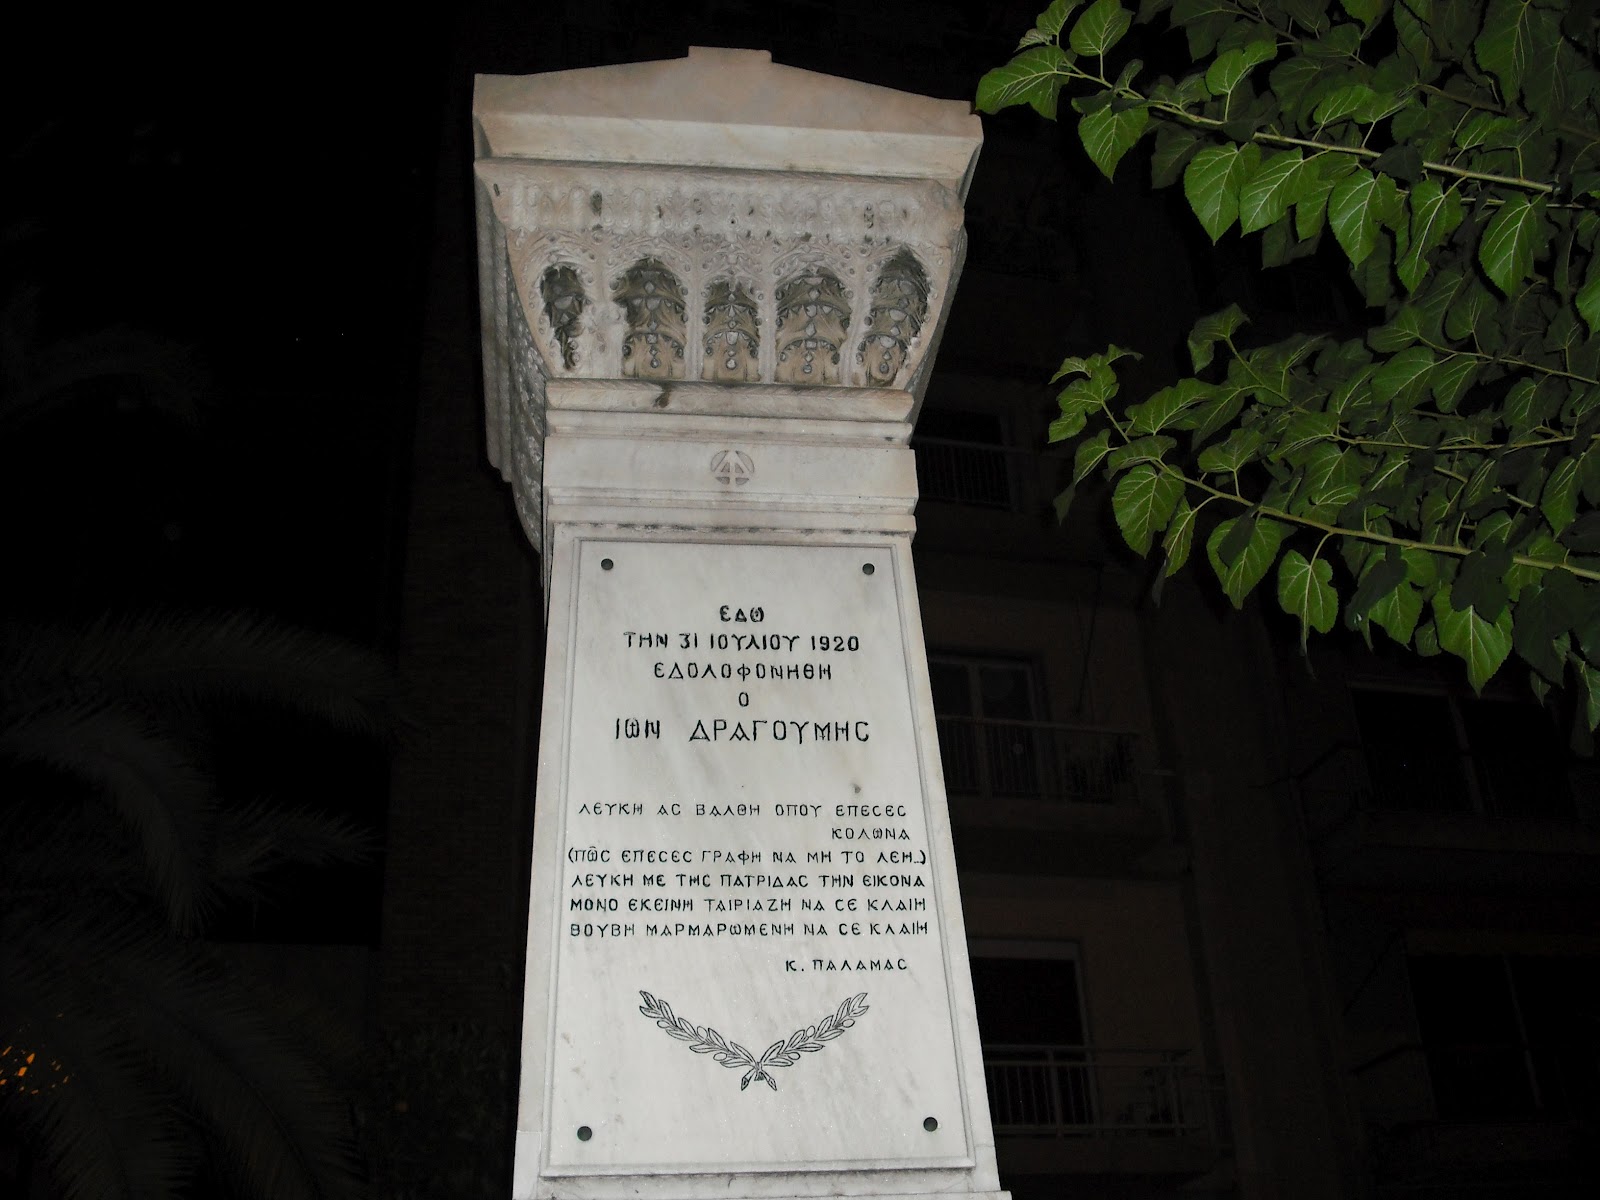 ΕΔΩ
ΤΗΝ 31 ΙΟΥΛΙΟΥ 1920
ΕΔΟΛΟΦΟΝΗΘΗ
Ο
ΙΩΝ ΔΡΑΓΟΥΜΗΣ
ΛΕΥΚΗ ΑΣ ΒΑΛΘΗ ΟΠΟΥ ΕΠΕΣΕΣ
ΚΟΛΩΝΑ
(ΠΩ͂Σ ΕΠΕΣΕΣ ΓΡΑΦΗ ΝΑ ΜΗ ΤΟ ΛΕΗ...)
ΛΕΥΚΗ ΜΕ ΤΗΣ ΠΑΤΡΙΔΑΣ ΤΗΝ ΕΙΚΟΝΑ
ΜΟΝΟ ΕΚΕΙΝΗ ΤΑΙΡΙΑΖΗ ΝΑ ΣΕ ΚΛΑΙΗ
ΒΟΥΒΗ ΜΑΡΜΑΡΩΜΕΝΗ ΝΑ ΣΕ ΚΛΑΙΗ
Κ. ΠΑΛΑΜΑΣ